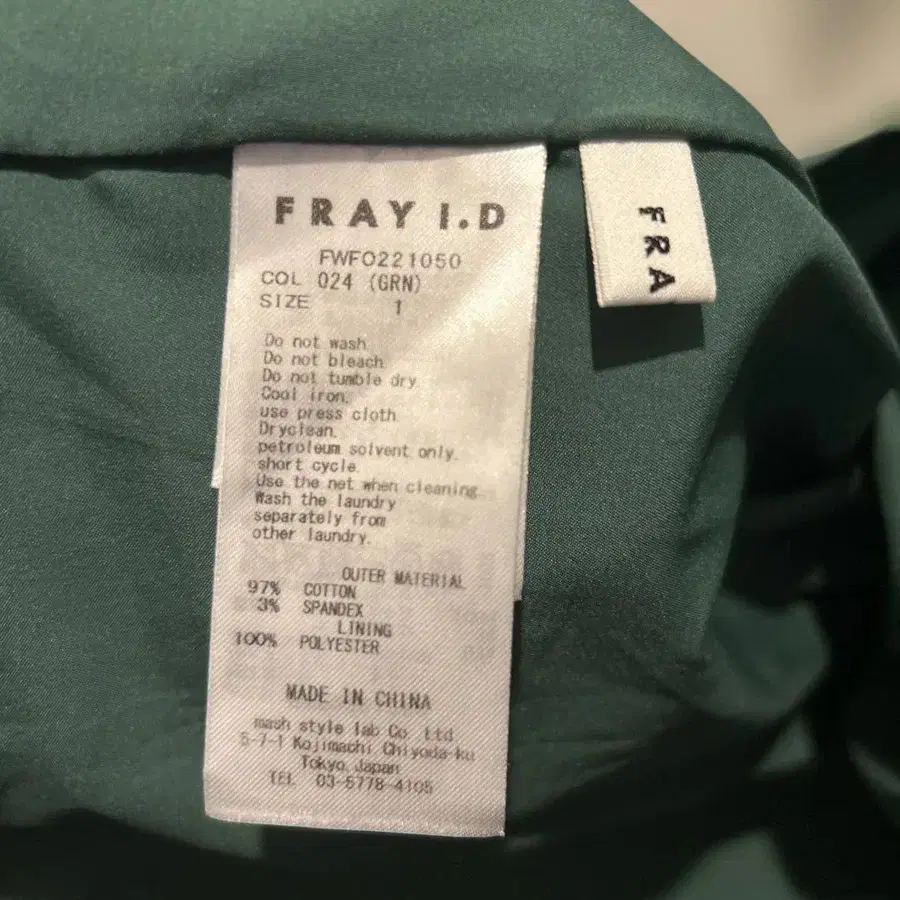 FRAY I.D
FWFO221050
COL 024 (GRN)
SIZE 1
Do not wash.
Do not bleach.
Do not tumble dry.
Cool iron.
use press cloth.
Dryclean.
petroleum solvent only.
short cycle.
Use the net when cleaning.
Wash the laundry
separately from
other laundry.
OUTER MATERIAL
97% COTTON
3% SPANDEX
LINING
100% POLYESTER
MADE IN CHINA
mash style lab Co., Ltd.
5-7-1 Kojimachi Chiyoda-ku
Tokyo, Japan
TEL 03-5778-4105
FRA